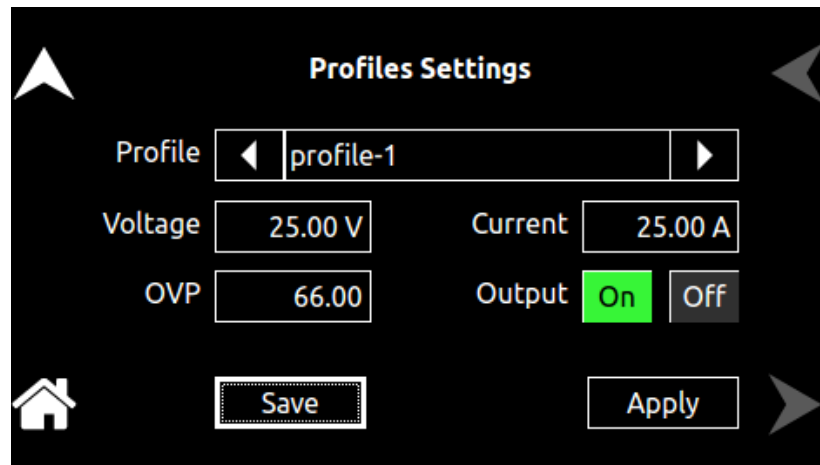 Profiles Settings
Profile profile-1
Voltage 25.00 V Current 25.00 A
OVP 66.00 Output On Off
Save Apply